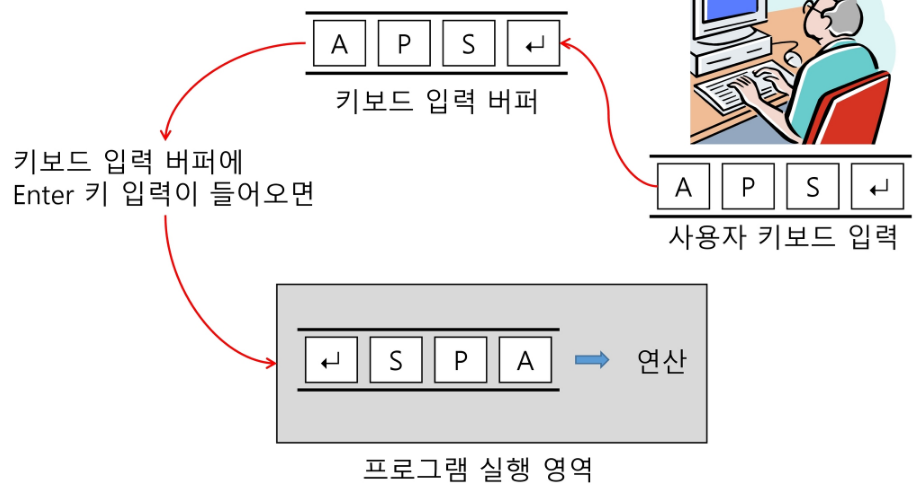 A P S ↵
키보드 입력 버퍼
키보드 입력 버퍼에
Enter 키 입력이 들어오면
A P S ↵
사용자 키보드 입력
↵ S P A 연산
프로그램 실행 영역